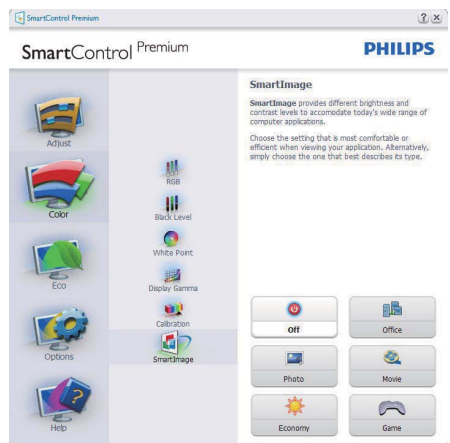 SmartControl Premium
SmartControl Premium
PHILIPS
Adjust
Color
Eco
Options
Help
RGB
Black Level
White Point
Display Gamma
Calibration
SmartImage
SmartImage
SmartImage provides different brightness and
contrast levels to accomodate today's wide range of
computer applications.
Choose the setting that is most comfortable or
efficient when viewing your application. Alternatively,
simply choose the one that best describes its type.
Off
Office
Photo
Movie
Economy
Game